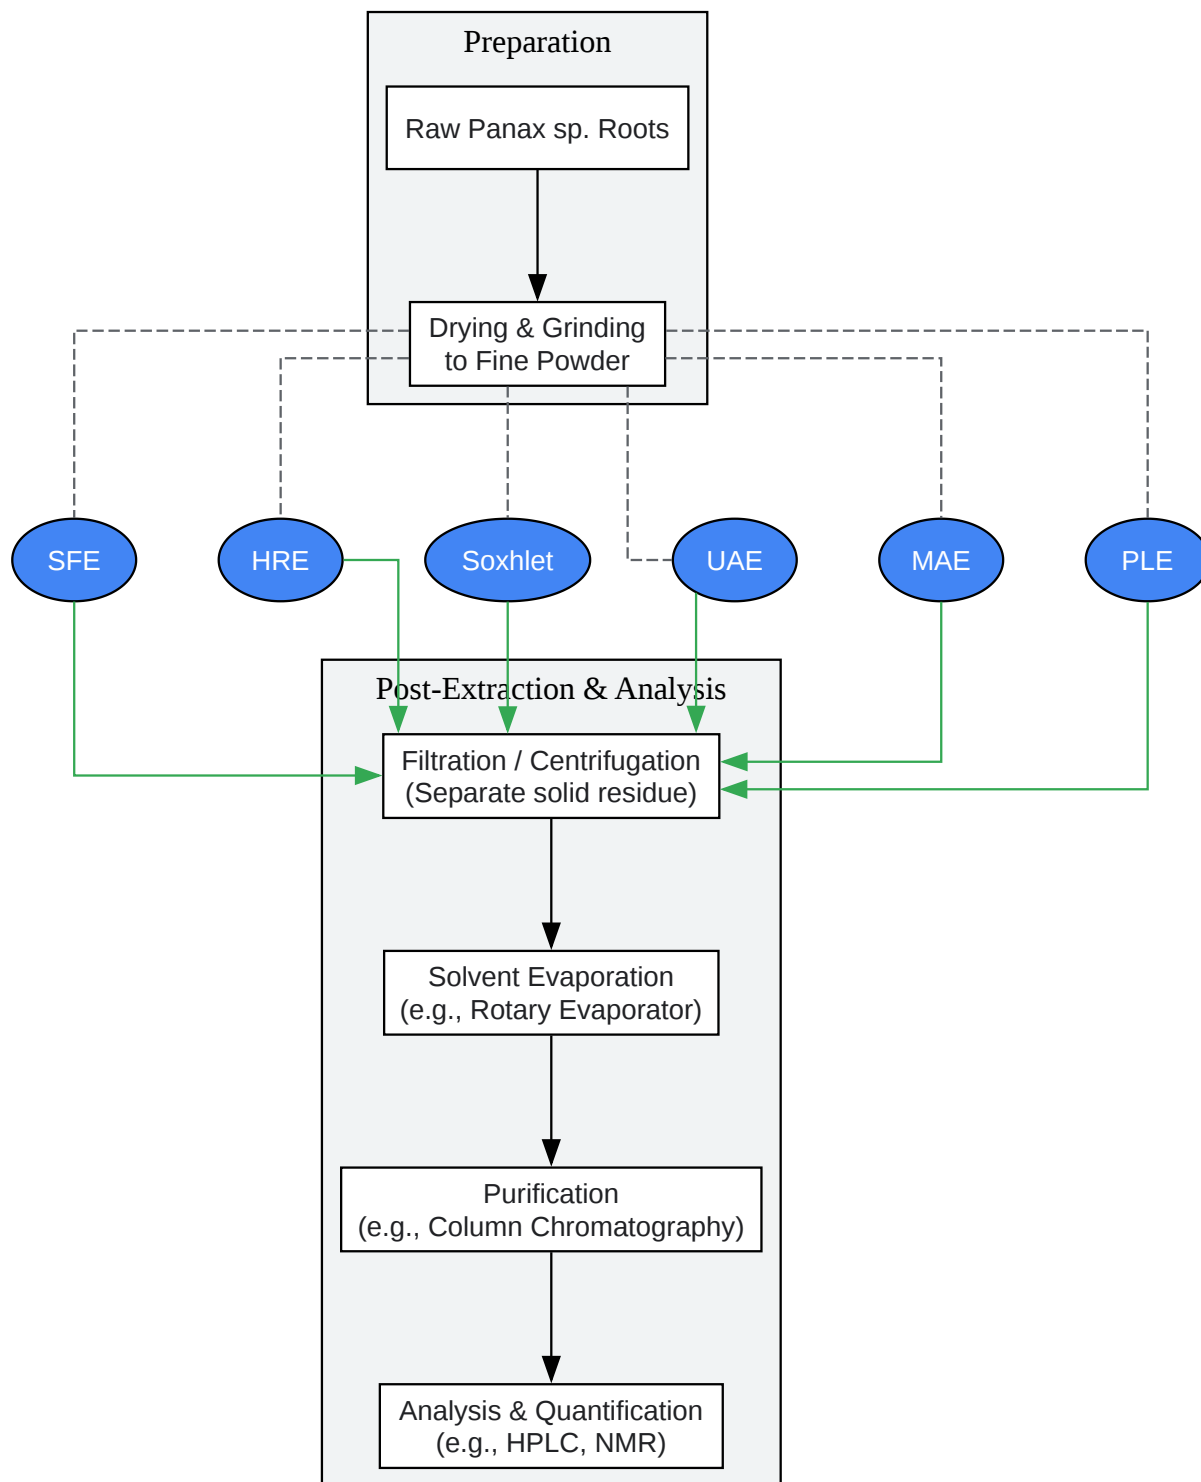 Preparation
Raw Panax sp. Roots
Drying & Grinding
to Fine Powder
SFE
HRE
Soxhlet
UAE
MAE
PLE
Post-Extraction & Analysis
Filtration / Centrifugation
(Separate solid residue)
Solvent Evaporation
(e.g., Rotary Evaporator)
Purification
(e.g., Column Chromatography)
Analysis & Quantification
(e.g., HPLC, NMR)